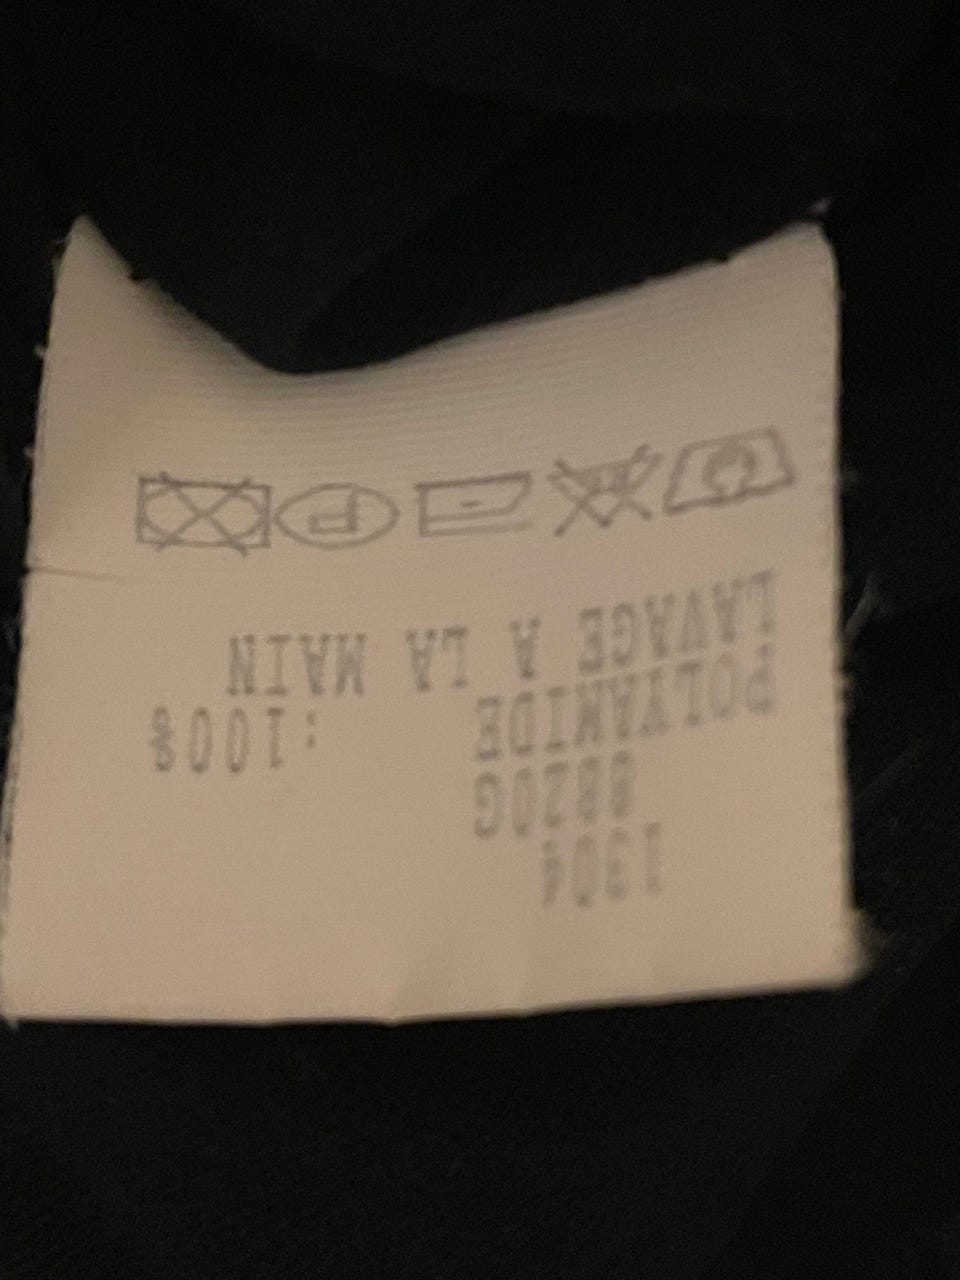 1304
8820G
POLYAMIDE :100%
LAVAGE A LA MAIN
P